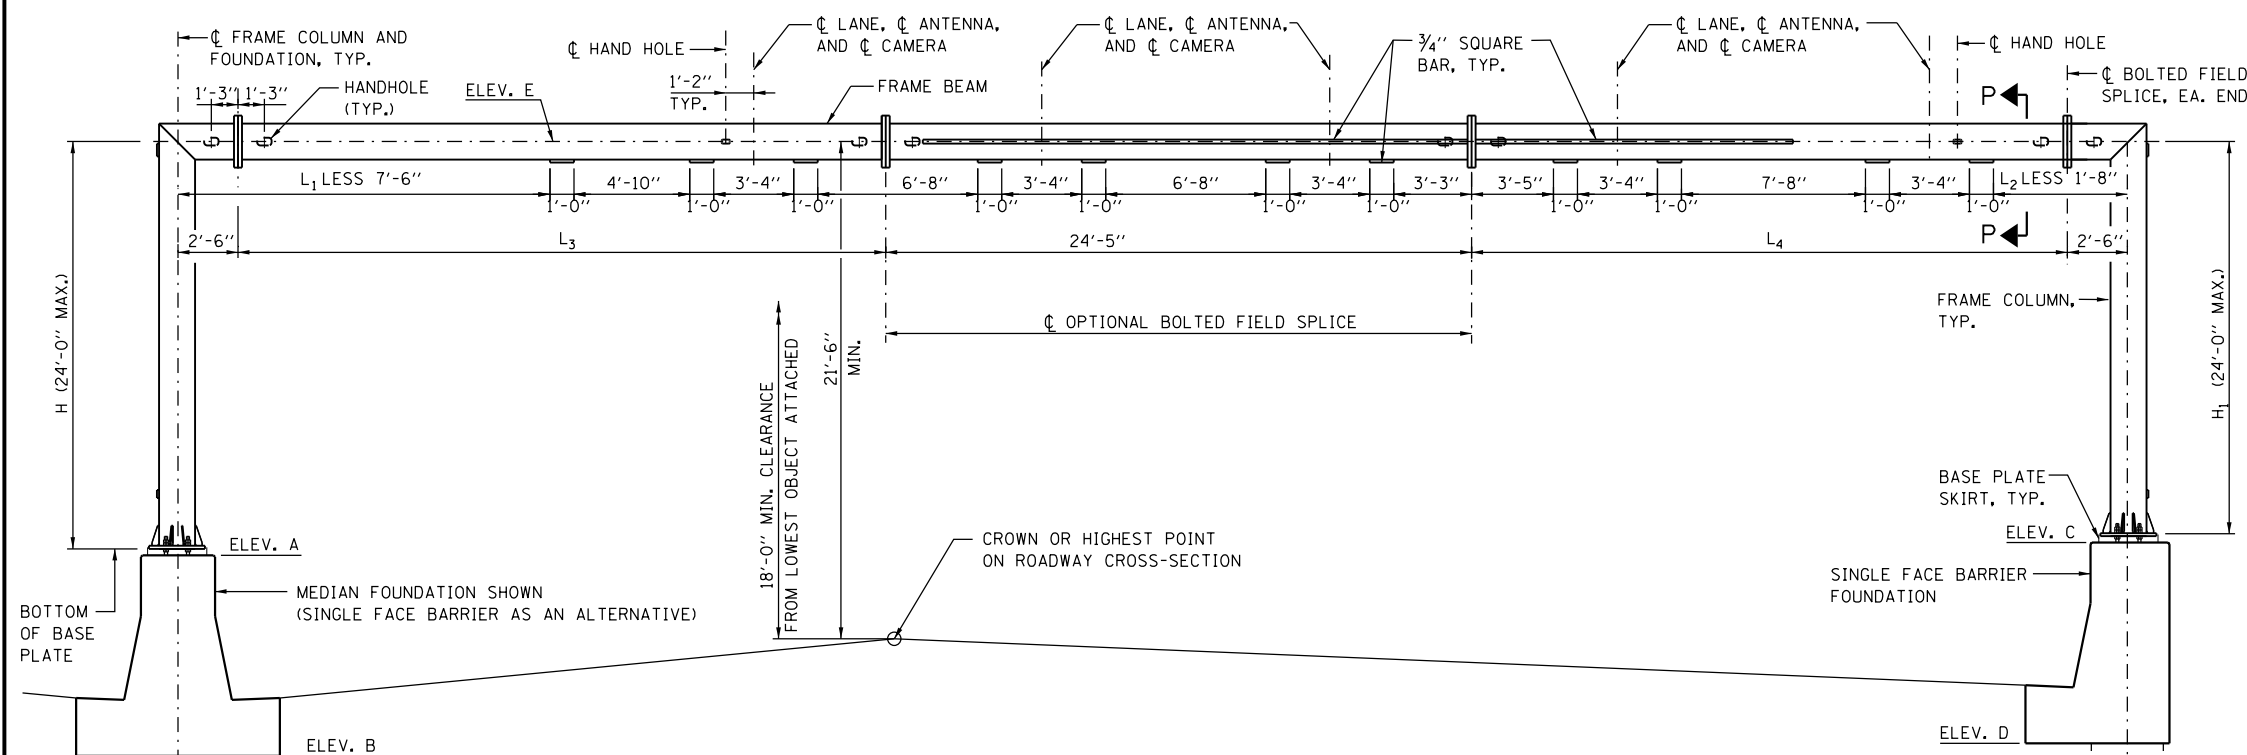 ℄ FRAME COLUMN AND
FOUNDATION, TYP.
℄ HAND HOLE
℄ LANE, ℄ ANTENNA,
AND ℄ CAMERA
℄ LANE, ℄ ANTENNA,
AND ℄ CAMERA
3/4'' SQUARE
BAR, TYP.
℄ LANE, ℄ ANTENNA,
AND ℄ CAMERA
℄ HAND HOLE
℄ BOLTED FIELD
SPLICE, EA. END
1'-3'' 1'-3''
HANDHOLE
(TYP.)
ELEV. E
1'-2''
TYP.
FRAME BEAM
P
L1 LESS 7'-6''
4'-10''
3'-4''
6'-8''
3'-4''
6'-8''
3'-4''
3'-3''
3'-5''
3'-4''
7'-8''
3'-4''
L2 LESS 1'-8''
1'-0''
1'-0''
1'-0''
1'-0''
1'-0''
1'-0''
1'-0''
1'-0''
1'-0''
1'-0''
1'-0''
P
2'-6''
L3
24'-5''
L4
2'-6''
H (24'-0'' MAX.)
18'-0'' MIN. CLEARANCE
FROM LOWEST OBJECT ATTACHED
21'-6''
MIN.
℄ OPTIONAL BOLTED FIELD SPLICE
FRAME COLUMN,
TYP.
H1 (24'-0'' MAX.)
BASE PLATE
SKIRT, TYP.
ELEV. A
ELEV. C
CROWN OR HIGHEST POINT
ON ROADWAY CROSS-SECTION
MEDIAN FOUNDATION SHOWN
(SINGLE FACE BARRIER AS AN ALTERNATIVE)
SINGLE FACE BARRIER
FOUNDATION
BOTTOM
OF BASE
PLATE
ELEV. B
ELEV. D